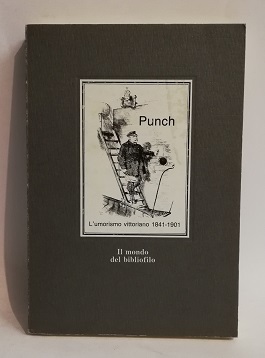 Punch
L'umorismo vittoriano 1841-1901
Il mondo
del bibliofilo